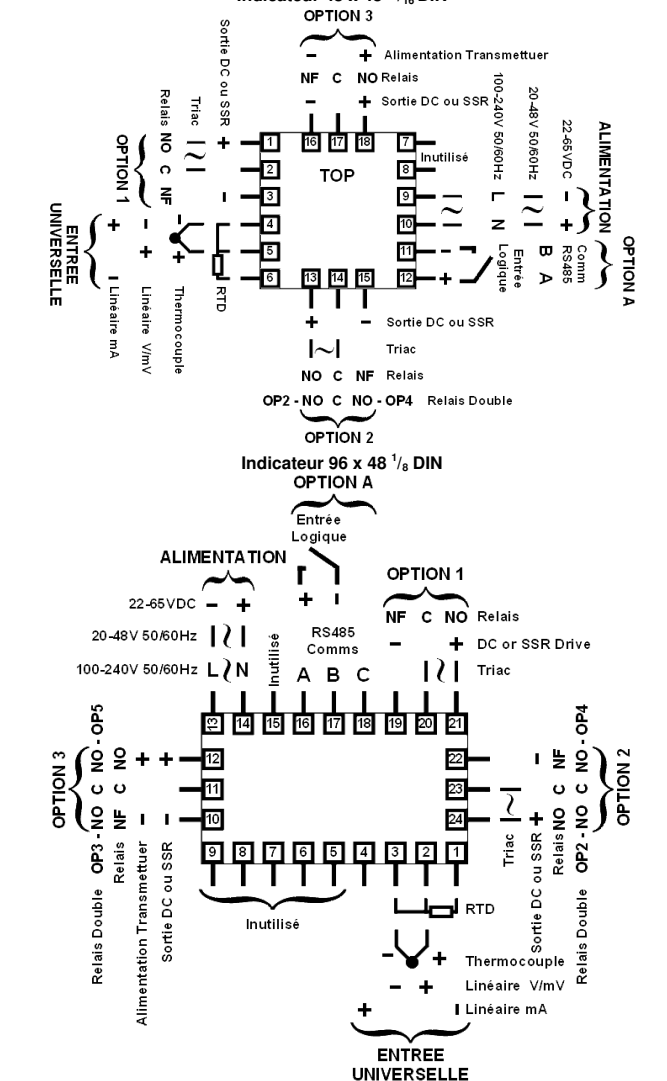 Indicateur 48 x 48 1/16 DIN
OPTION 3
- + Alimentation Transmettuer
NF C NO Relais
- + Sortie DC ou SSR
Sortie DC ou SSR
+
-
Triac
Relais NO C NF
OPTION 1
ENTREE UNIVERSELLE
+ - Linéaire mA
- + Linéaire V/mV
- + Thermocouple
RTD
16 17 18
1 7
2 8
3 9
4 10
5 11
6 12
13 14 15
TOP
Inutilisé
100-240V 50/60Hz
L N
20-48V 50/60Hz
22-65VDC
- +
ALIMENTATION
- +
Entrée Logique
B A
Comm RS485
OPTION A
+ - Sortie DC ou SSR
Triac
NO C NF Relais
OP2 - NO C NO - OP4 Relais Double
OPTION 2
Indicateur 96 x 48 1/8 DIN
OPTION A
Entrée
Logique
+ -
ALIMENTATION
22-65VDC - +
20-48V 50/60Hz
100-240V 50/60Hz L N
Inutilisé
RS485
Comms
A B C
OPTION 1
NF C NO Relais
- + DC or SSR Drive
Triac
13 14 15 16 17 18 19 20 21
12 22
11 23
10 24
9 8 7 6 5 4 3 2 1
OPTION 3
Relais Double OP3 - NO C NO - OP5
Relais NF C NO
Alimentation Transmettuer - +
Sortie DC ou SSR - +
Triac
Sortie DC ou SSR + -
Relais NO C NF
Relais Double OP2 - NO C NO - OP4
OPTION 2
Inutilisé
RTD
- + Thermocouple
- + Linéaire V/mV
+ - Linéaire mA
ENTREE
UNIVERSELLE